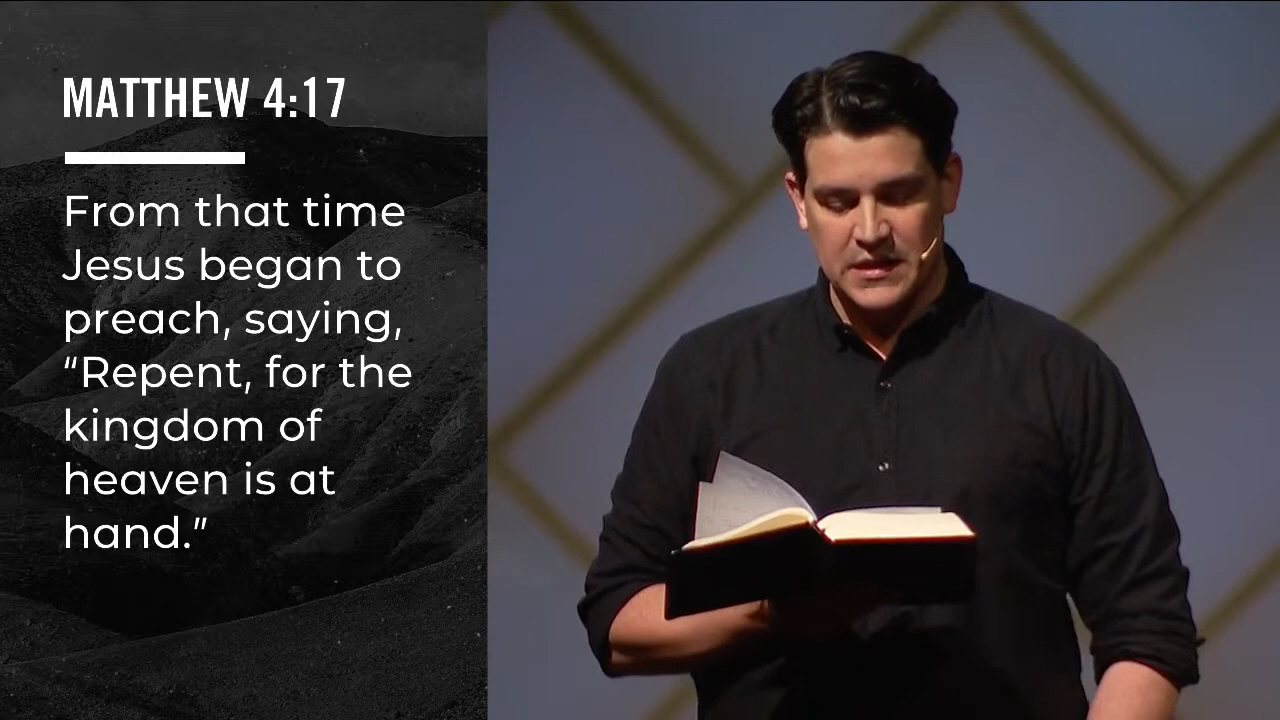 MATTHEW 4:17
From that time
Jesus began to
preach, saying,
“Repent, for the
kingdom of
heaven is at
hand.”